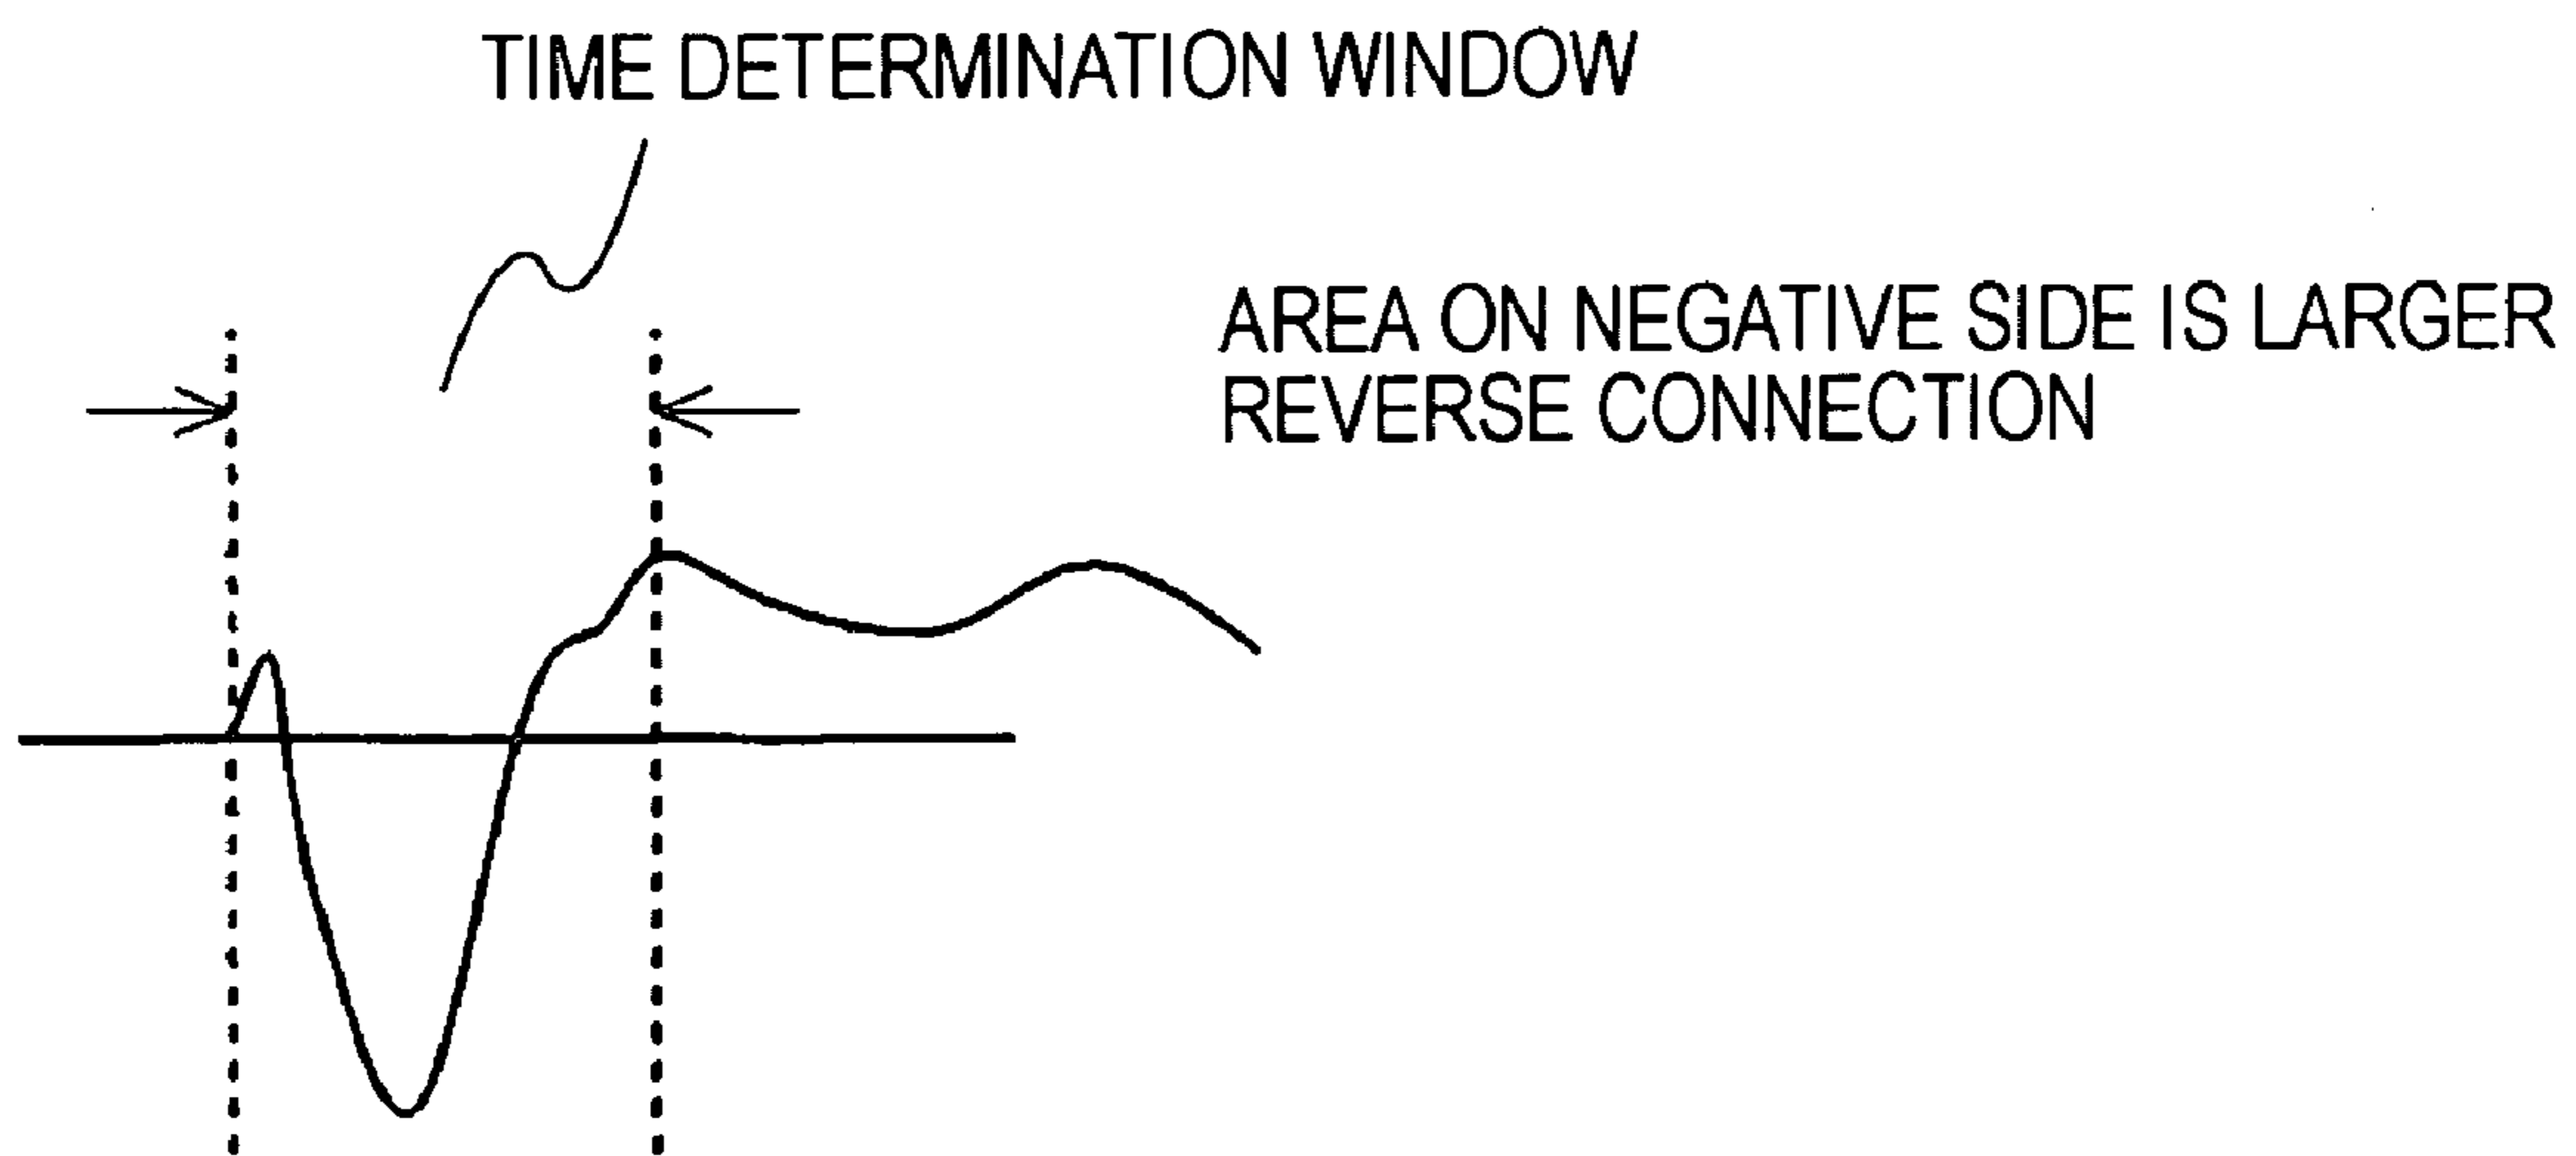 TIME DETERMINATION WINDOW
AREA ON NEGATIVE SIDE IS LARGER
REVERSE CONNECTION